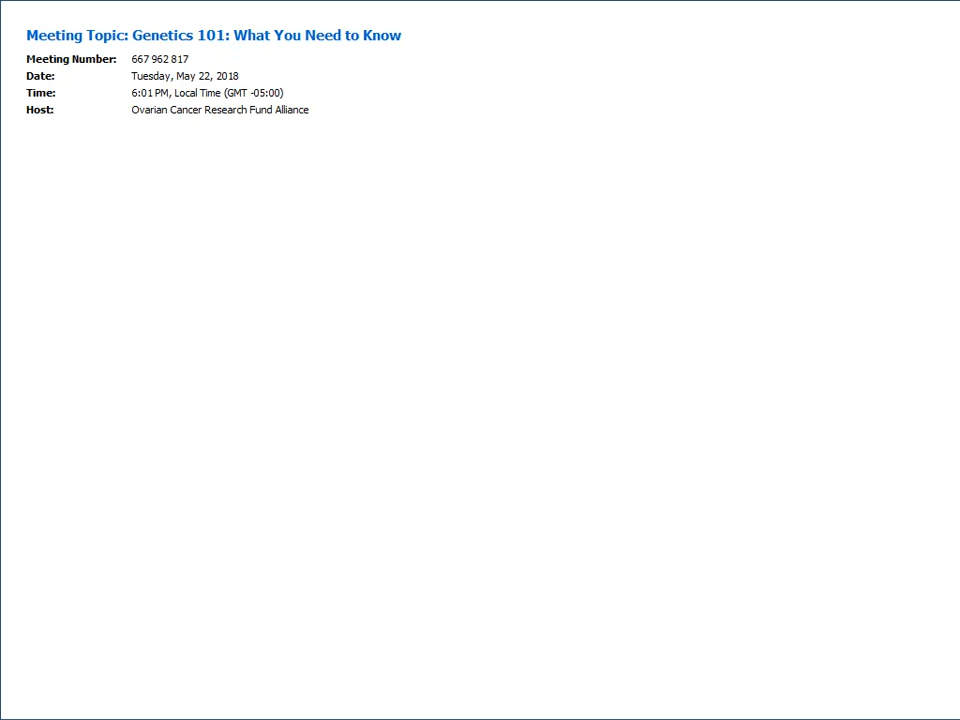 Meeting Topic: Genetics 101: What You Need to Know
Meeting Number: 667 962 817
Date: Tuesday, May 22, 2018
Time: 6:01 PM, Local Time (GMT -05:00)
Host: Ovarian Cancer Research Fund Alliance